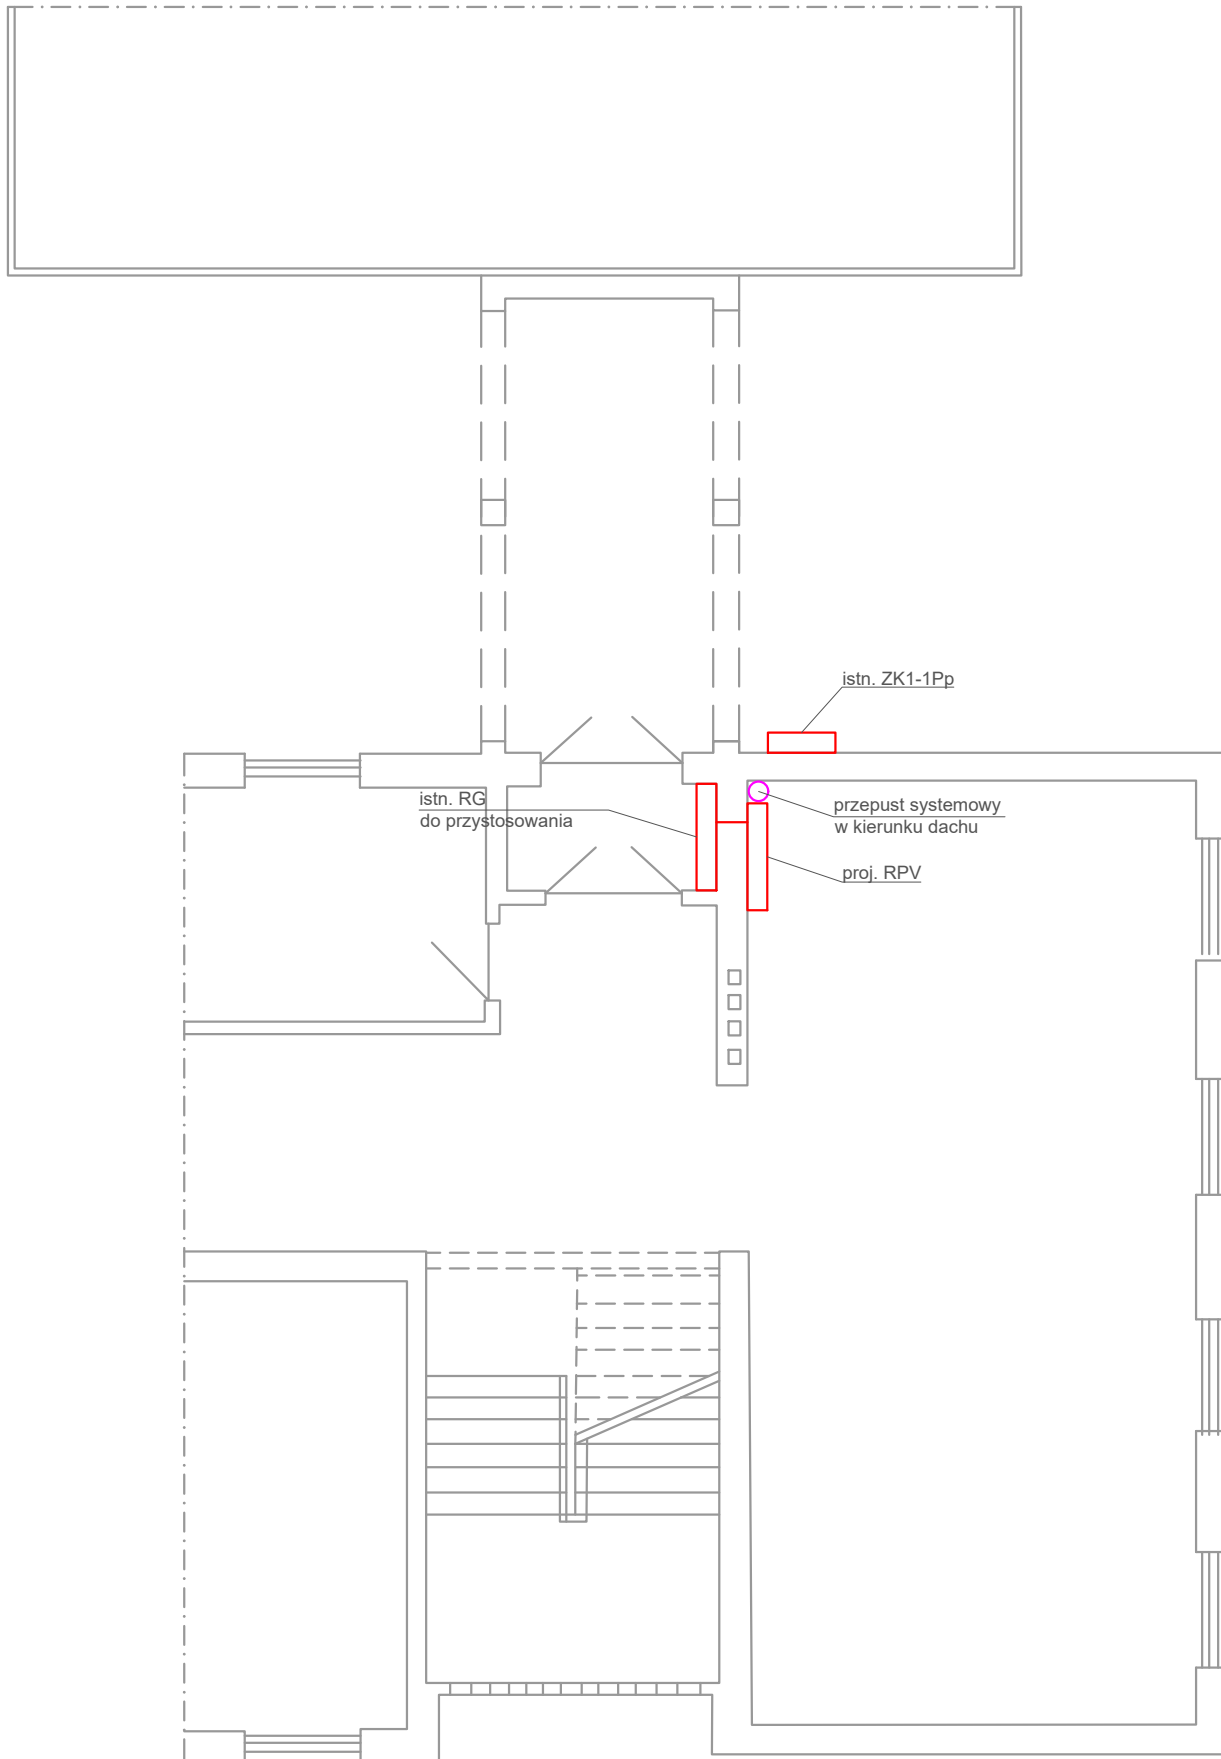 istn. ZK1-1Pp
istn. RG
do przystosowania
przepust systemowy
w kierunku dachu
proj. RPV